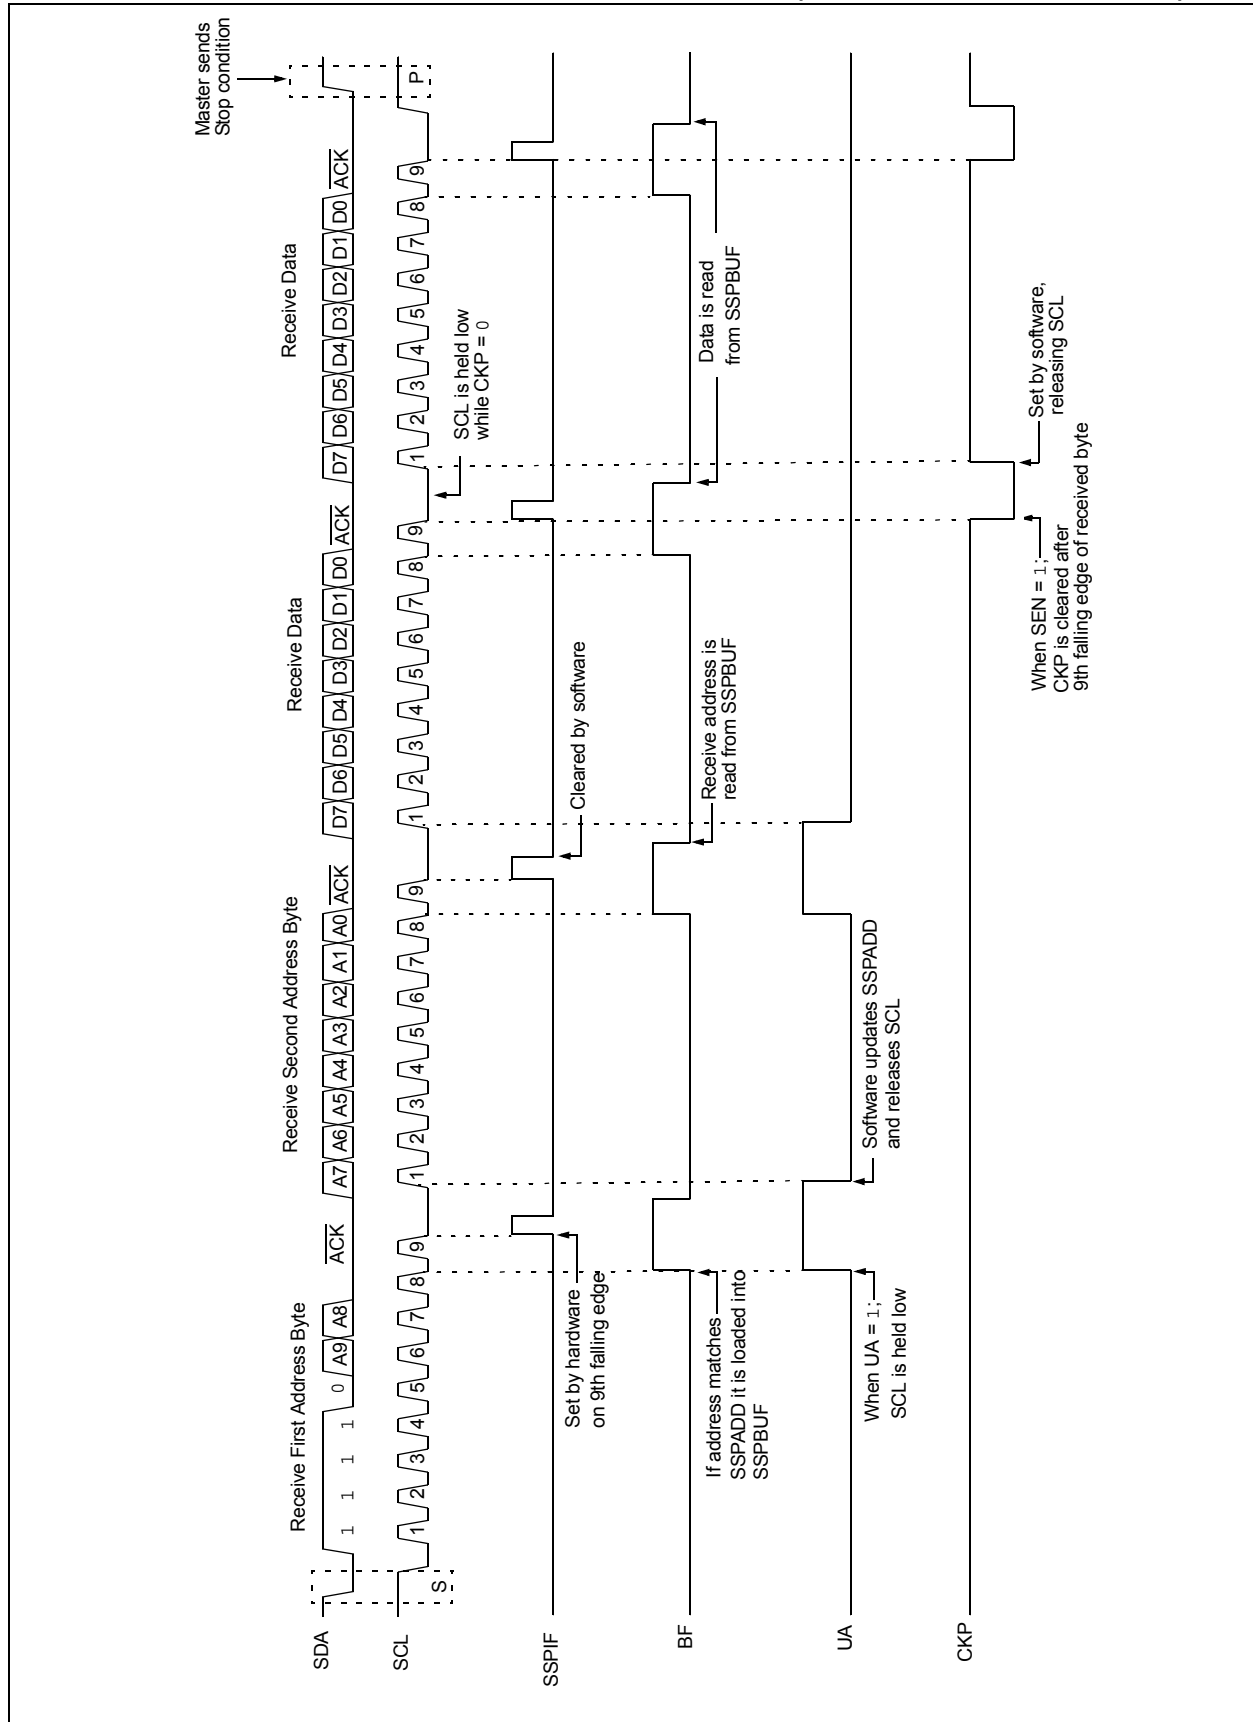 Master sends
Stop condition
Receive First Address Byte
Receive Second Address Byte
Receive Data
Receive Data
SDA
1 1 1 1 0 A9 A8 ACK A7 A6 A5 A4 A3 A2 A1 A0 ACK D7 D6 D5 D4 D3 D2 D1 D0 ACK D7 D6 D5 D4 D3 D2 D1 D0 ACK
SCL
S 1 2 3 4 5 6 7 8 9 1 2 3 4 5 6 7 8 9 1 2 3 4 5 6 7 8 9 1 2 3 4 5 6 7 8 9 P
SCL is held low
while CKP = 0
SSPIF
Set by hardware
on 9th falling edge
Cleared by software
BF
If address matches
SSPADD it is loaded into
SSPBUF
Receive address is
read from SSPBUF
Data is read
from SSPBUF
UA
When UA = 1;
SCL is held low
Software updates SSPADD
and releases SCL
CKP
When SEN = 1;
CKP is cleared after
9th falling edge of received byte
Set by software,
releasing SCL